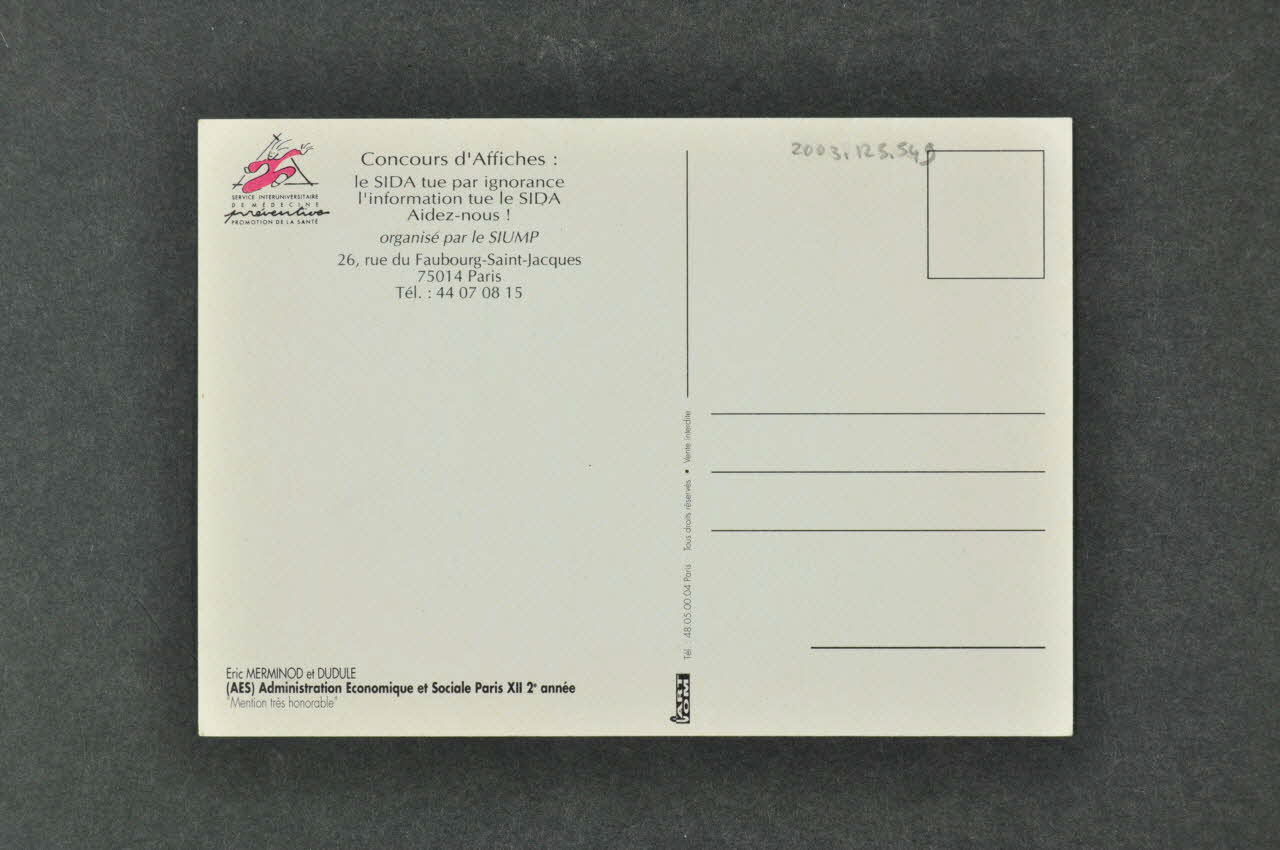 SERVICE INTERUNIVERSITAIRE
DE MÉDECINE
préventive
PROMOTION DE LA SANTÉ
Concours d'Affiches :
le SIDA tue par ignorance
l'information tue le SIDA
Aidez-nous !
organisé par le SIUMP
26, rue du Faubourg-Saint-Jacques
75014 Paris
Tél. : 44 07 08 15
Eric MERMINOD et DUDULE
(AES) Administration Economique et Sociale Paris XII 2e année
"Mention très honorable"
Tél. : 48.05.00.04 Paris Tous droits réservés • Vente interdite
2003.123.549